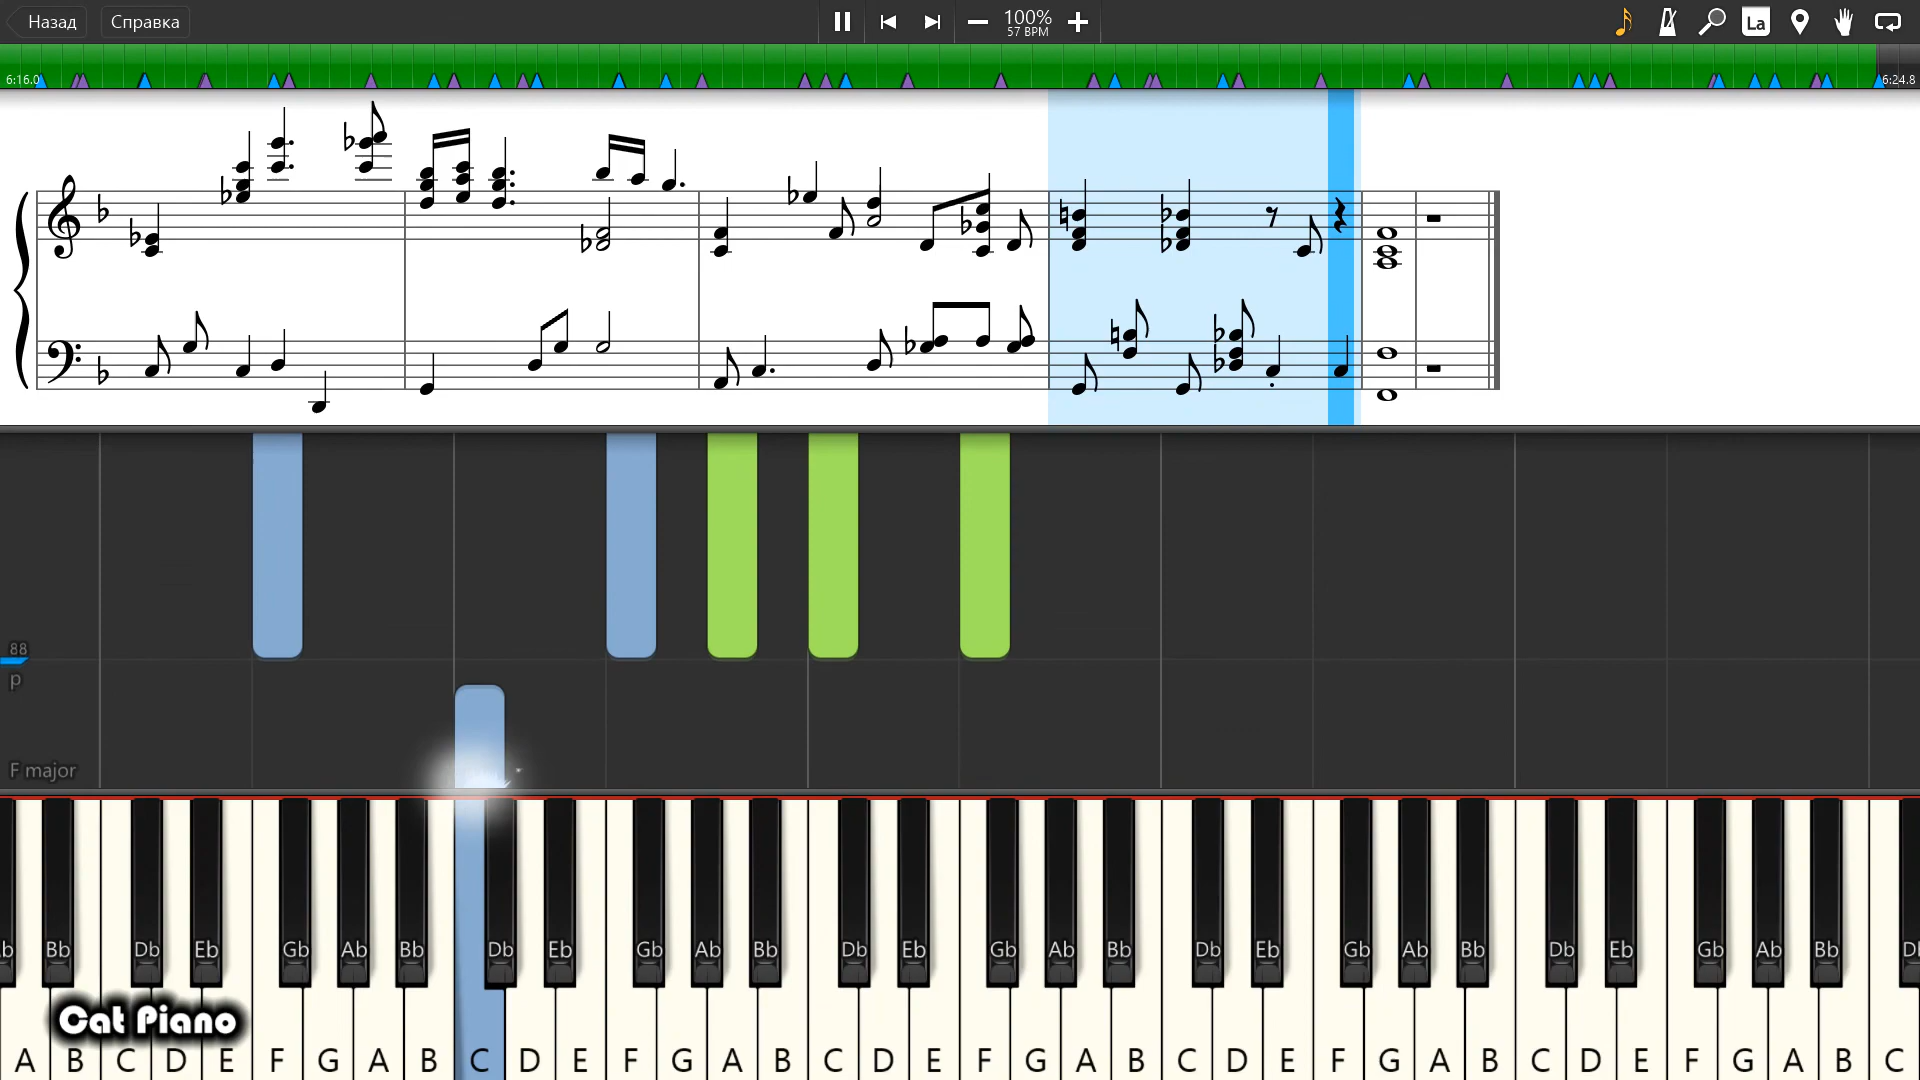 Назад Справка 100% La
57 BPM
6:16.0 6:24.8
88
p
F major
Bb Db Eb Gb Ab Bb Db Eb Gb Ab Bb Db Eb Gb Ab Bb Db Eb Gb Ab Bb Db Eb Gb Ab Bb
Cat Piano
A B C D E F G A B C D E F G A B C D E F G A B C D E F G A B C D E F G A B C